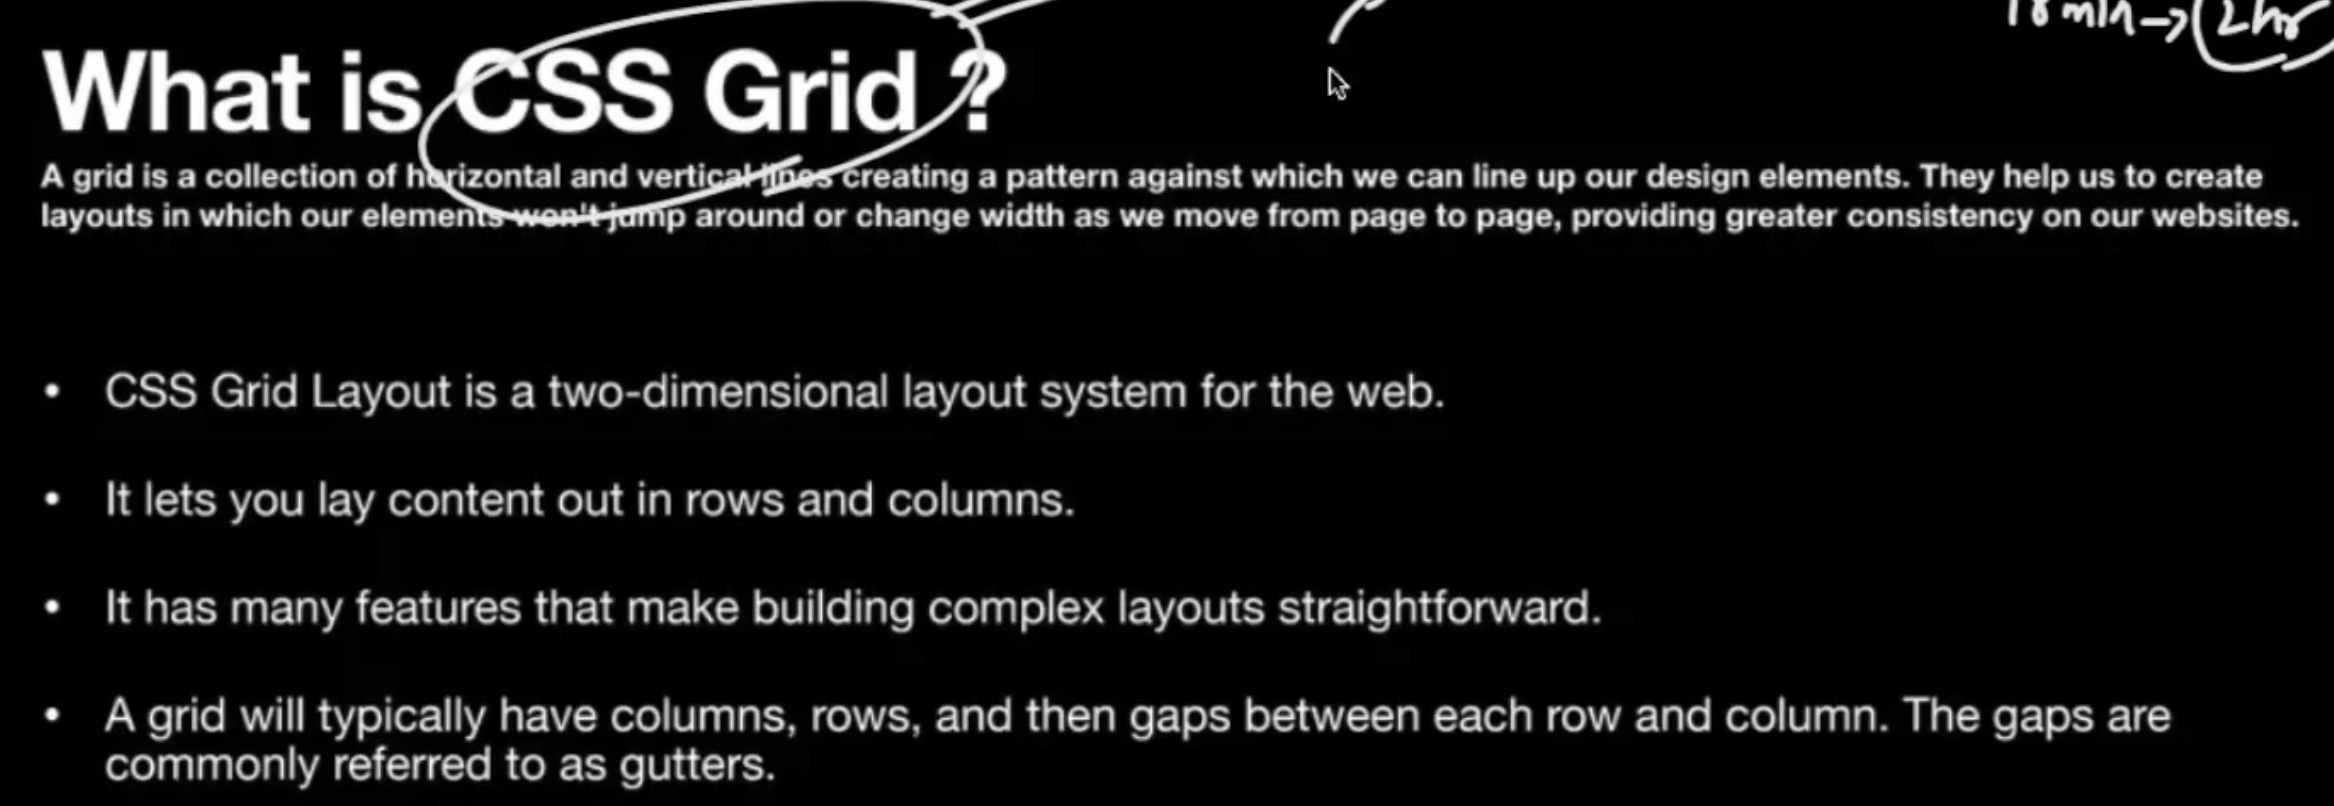 18 min → 2 hr
What is CSS Grid ?
A grid is a collection of horizontal and vertical lines creating a pattern against which we can line up our design elements. They help us to create
layouts in which our elements won't jump around or change width as we move from page to page, providing greater consistency on our websites.
• CSS Grid Layout is a two-dimensional layout system for the web.
• It lets you lay content out in rows and columns.
• It has many features that make building complex layouts straightforward.
• A grid will typically have columns, rows, and then gaps between each row and column. The gaps are
commonly referred to as gutters.